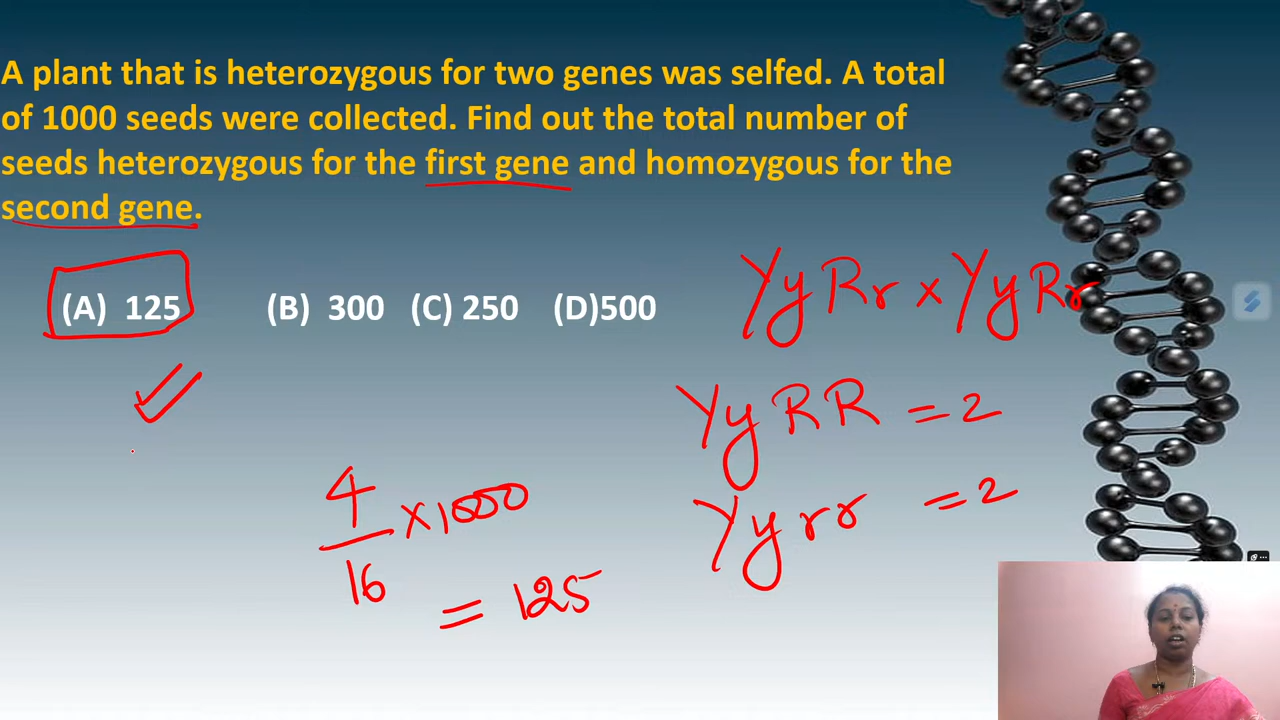 A plant that is heterozygous for two genes was selfed. A total
of 1000 seeds were collected. Find out the total number of
seeds heterozygous for the first gene and homozygous for the
second gene.
(A) 125 (B) 300 (C) 250 (D)500
YyRr x YyRr
YyRR = 2
Yyrr = 2
4/16 x 1000
= 125